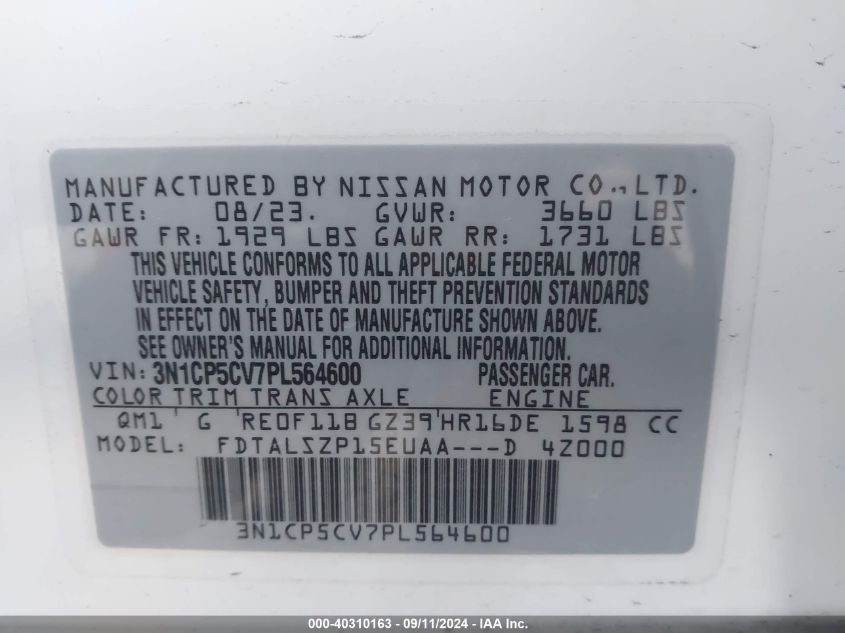 MANUFACTURED BY NISSAN MOTOR CO.,LTD.
DATE: 08/23. GVWR: 3660 LBS
GAWR FR: 1929 LBS GAWR RR: 1731 LBS
THIS VEHICLE CONFORMS TO ALL APPLICABLE FEDERAL MOTOR
VEHICLE SAFETY, BUMPER AND THEFT PREVENTION STANDARDS
IN EFFECT ON THE DATE OF MANUFACTURE SHOWN ABOVE.
SEE OWNER'S MANUAL FOR ADDITIONAL INFORMATION.
VIN: 3N1CP5CV7PL564600 PASSENGER CAR.
COLOR TRIM TRANS AXLE ENGINE
QM1 G RE0F11B GZ39 HR16DE 1598 CC
MODEL: FDTALSZP15EUAA---D 4Z000
3N1CP5CV7PL564600
000-40310163 - 09/11/2024 - IAA Inc.